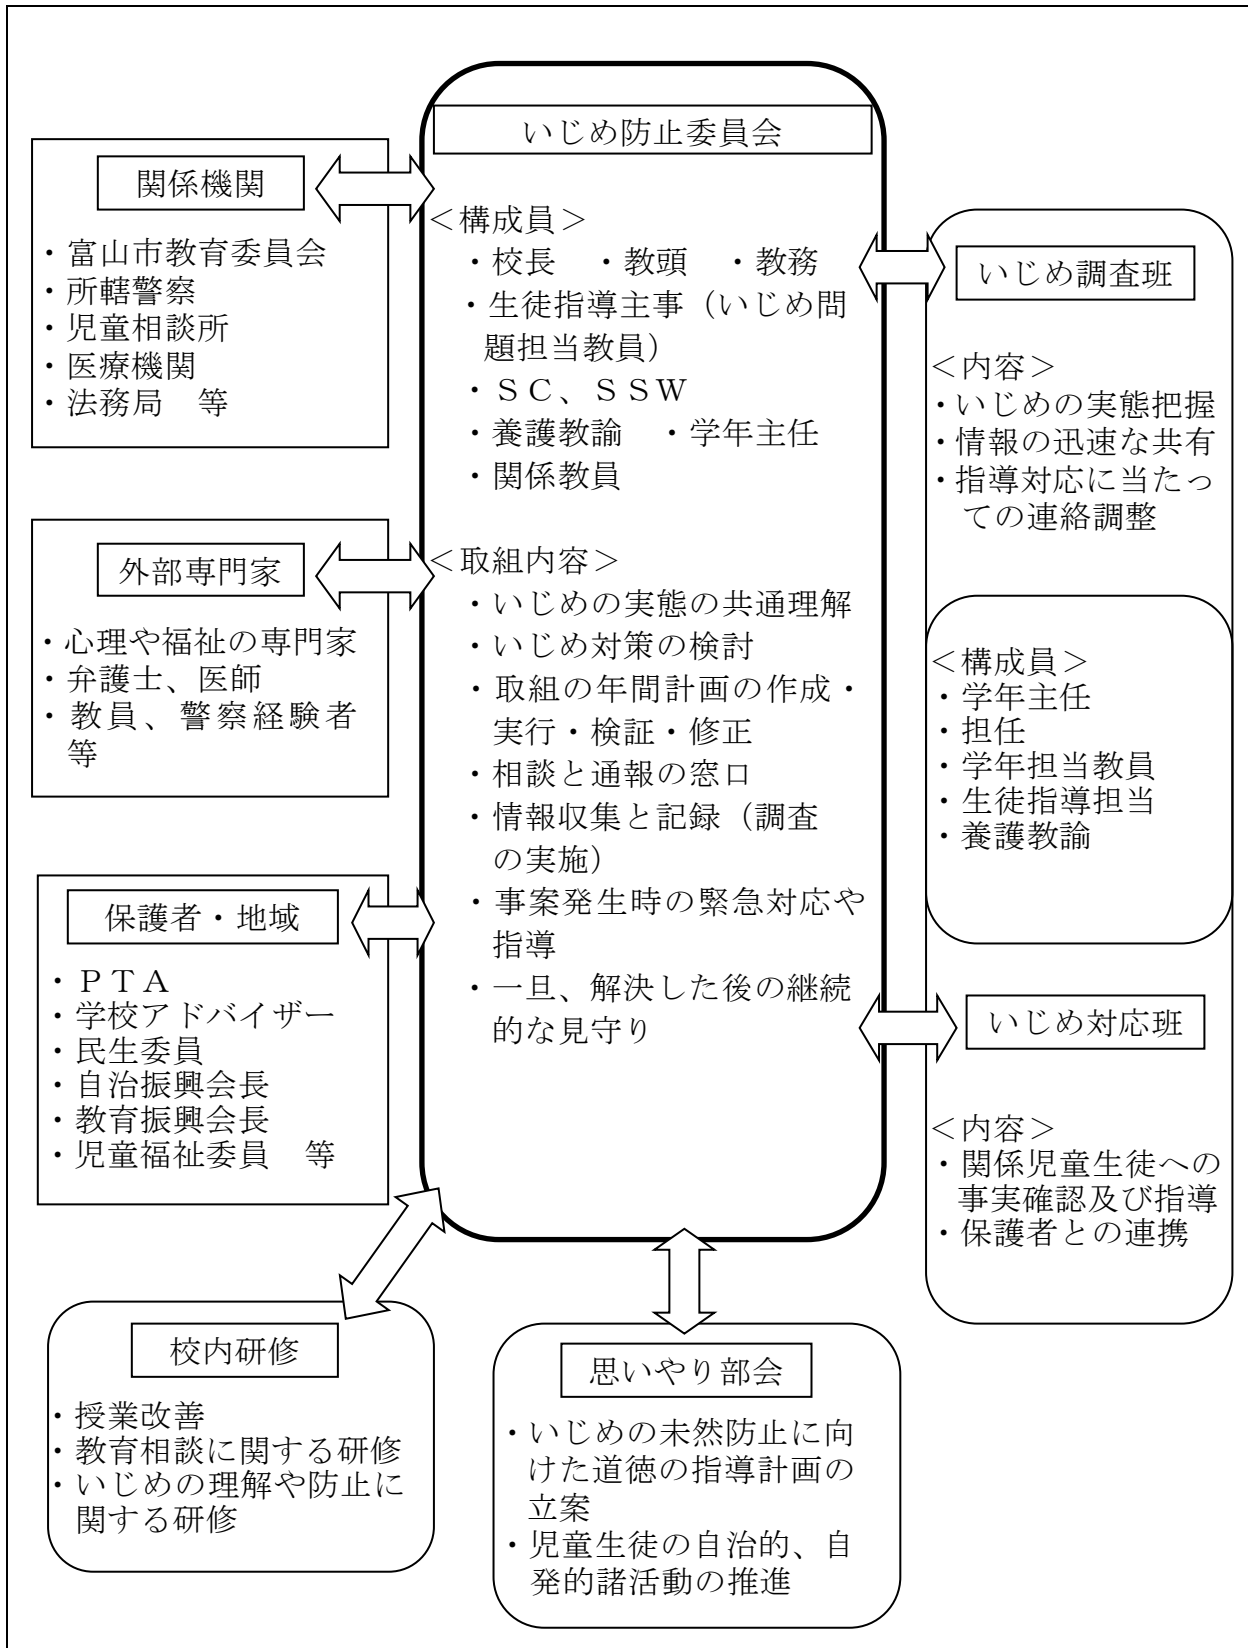 いじめ防止委員会
<構成員>
・校長　・教頭　・教務
・生徒指導主事（いじめ問
題担当教員）
・ＳＣ、ＳＳＷ
・養護教諭　・学年主任
・関係教員
<取組内容>
・いじめの実態の共通理解
・いじめ対策の検討
・取組の年間計画の作成・
実行・検証・修正
・相談と通報の窓口
・情報収集と記録（調査
の実施）
・事案発生時の緊急対応や
指導
・一旦、解決した後の継続
的な見守り
関係機関
・富山市教育委員会
・所轄警察
・児童相談所
・医療機関
・法務局　等
外部専門家
・心理や福祉の専門家
・弁護士、医師
・教員、警察経験者
等
保護者・地域
・ＰＴＡ
・学校アドバイザー
・民生委員
・自治振興会長
・教育振興会長
・児童福祉委員　等
いじめ調査班
＜内容＞
・いじめの実態把握
・情報の迅速な共有
・指導対応に当たっ
ての連絡調整
＜構成員＞
・学年主任
・担任
・学年担当教員
・生徒指導担当
・養護教諭
いじめ対応班
＜内容＞
・関係児童生徒への
事実確認及び指導
・保護者との連携
校内研修
・授業改善
・教育相談に関する研修
・いじめの理解や防止に
関する研修
思いやり部会
・いじめの未然防止に向
けた道徳の指導計画の
立案
・児童生徒の自治的、自
発的諸活動の推進